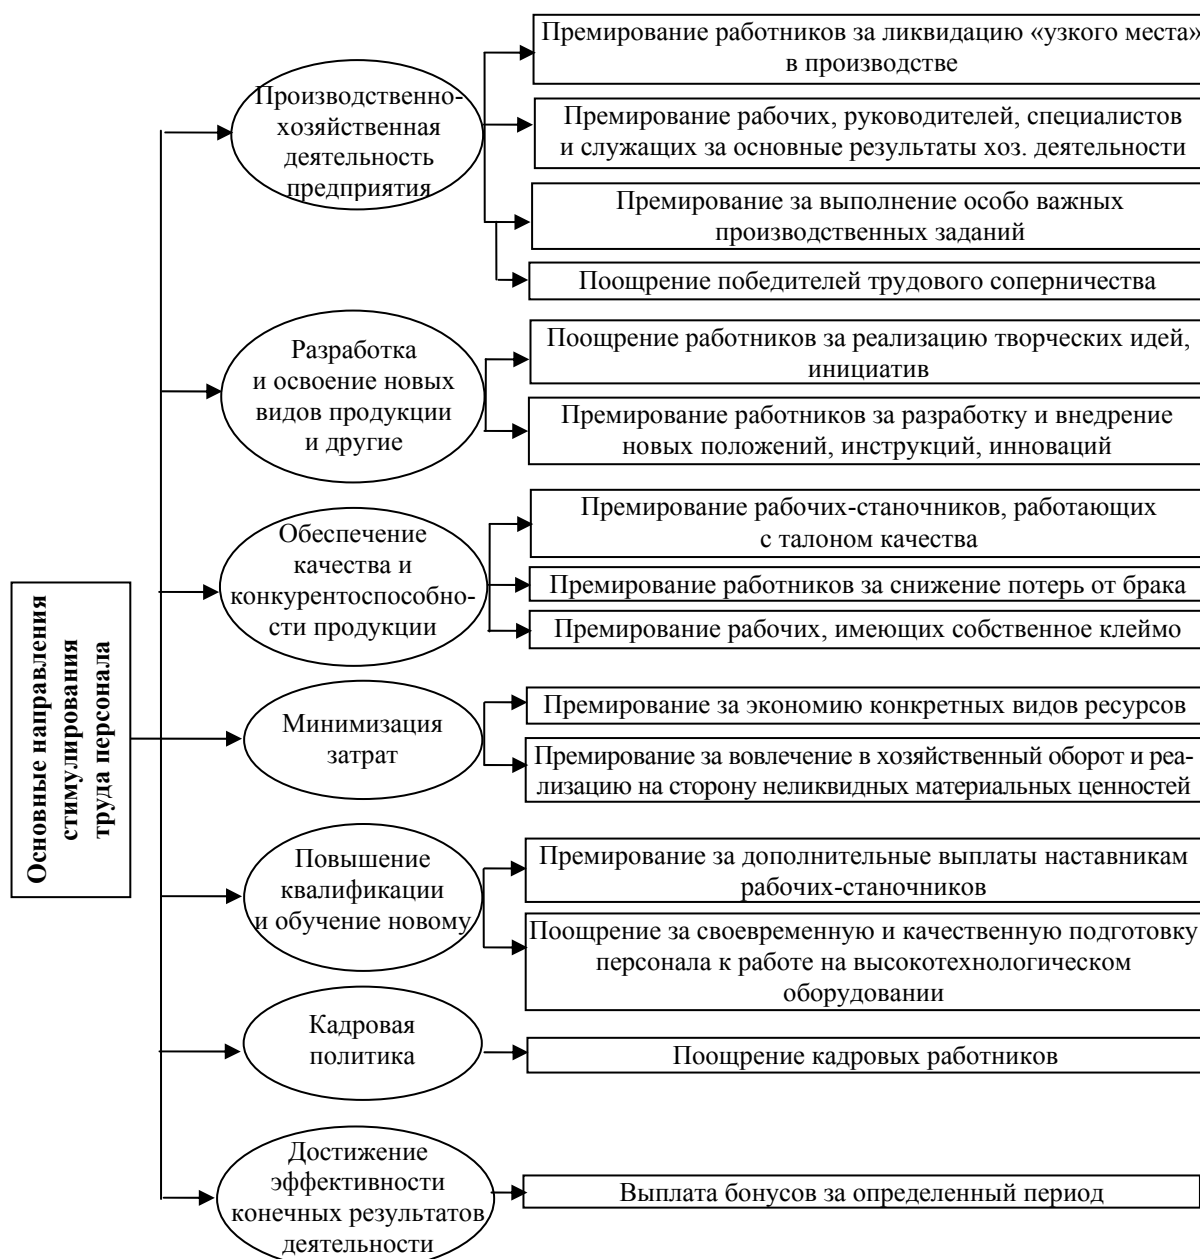 Основные направления
стимулирования
труда персонала
Производственно-
хозяйственная
деятельность
предприятия
Премирование работников за ликвидацию «узкого места»
в производстве
Премирование рабочих, руководителей, специалистов
и служащих за основные результаты хоз. деятельности
Премирование за выполнение особо важных
производственных заданий
Поощрение победителей трудового соперничества
Разработка
и освоение новых
видов продукции
и другие
Поощрение работников за реализацию творческих идей,
инициатив
Премирование работников за разработку и внедрение
новых положений, инструкций, инноваций
Обеспечение
качества и
конкурентоспособно-
сти продукции
Премирование рабочих-станочников, работающих
с талоном качества
Премирование работников за снижение потерь от брака
Премирование рабочих, имеющих собственное клеймо
Минимизация
затрат
Премирование за экономию конкретных видов ресурсов
Премирование за вовлечение в хозяйственный оборот и реа-
лизацию на сторону неликвидных материальных ценностей
Повышение
квалификации
и обучение новому
Премирование за дополнительные выплаты наставникам
рабочих-станочников
Поощрение за своевременную и качественную подготовку
персонала к работе на высокотехнологическом
оборудовании
Кадровая
политика
Поощрение кадровых работников
Достижение
эффективности
конечных результатов
деятельности
Выплата бонусов за определенный период